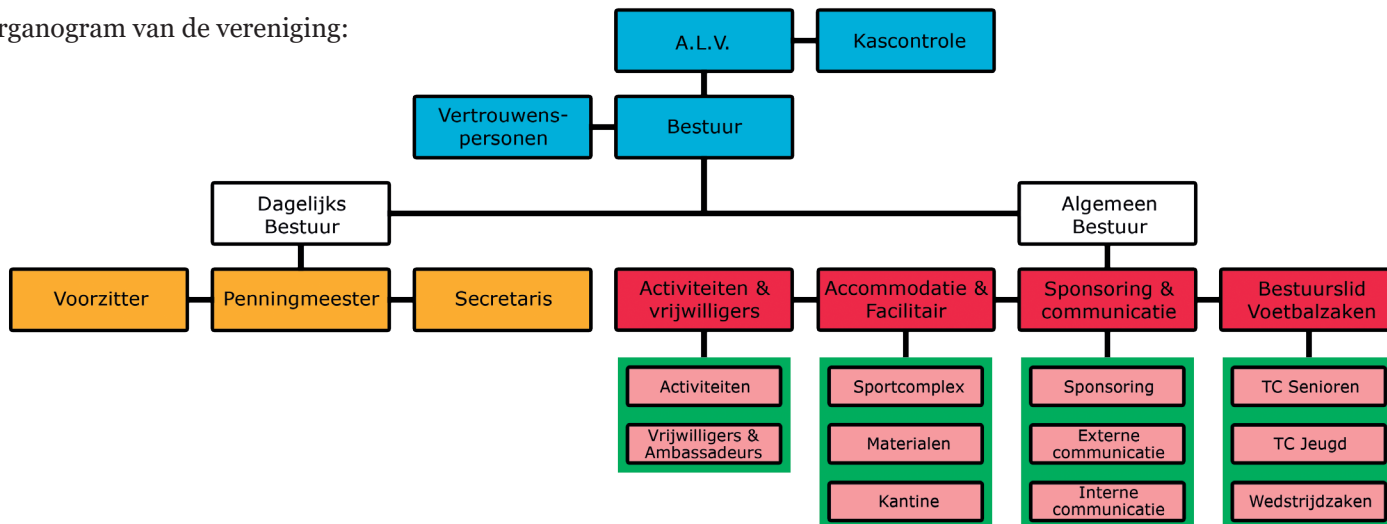 rganogram van de vereniging:
A.L.V.
Kascontrole
Vertrouwens-
personen
Bestuur
Dagelijks
Bestuur
Algemeen
Bestuur
Voorzitter
Penningmeester
Secretaris
Activiteiten &
vrijwilligers
Accommodatie &
Facilitair
Sponsoring &
communicatie
Bestuurslid
Voetbalzaken
Activiteiten
Vrijwilligers &
Ambassadeurs
Sportcomplex
Materialen
Kantine
Sponsoring
Externe
communicatie
Interne
communicatie
TC Senioren
TC Jeugd
Wedstrijdzaken